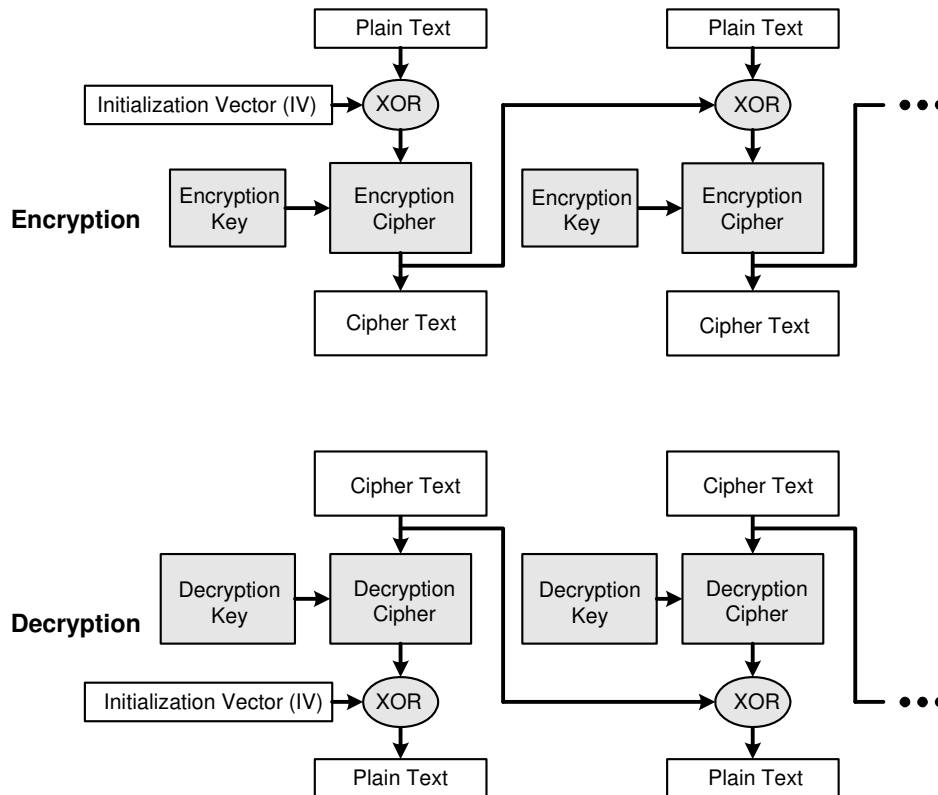 Plain Text
Plain Text
Initialization Vector (IV)
XOR
XOR
Encryption
Encryption
Key
Encryption
Cipher
Encryption
Key
Encryption
Cipher
Cipher Text
Cipher Text
Cipher Text
Cipher Text
Decryption
Decryption
Key
Decryption
Cipher
Decryption
Key
Decryption
Cipher
Initialization Vector (IV)
XOR
XOR
Plain Text
Plain Text